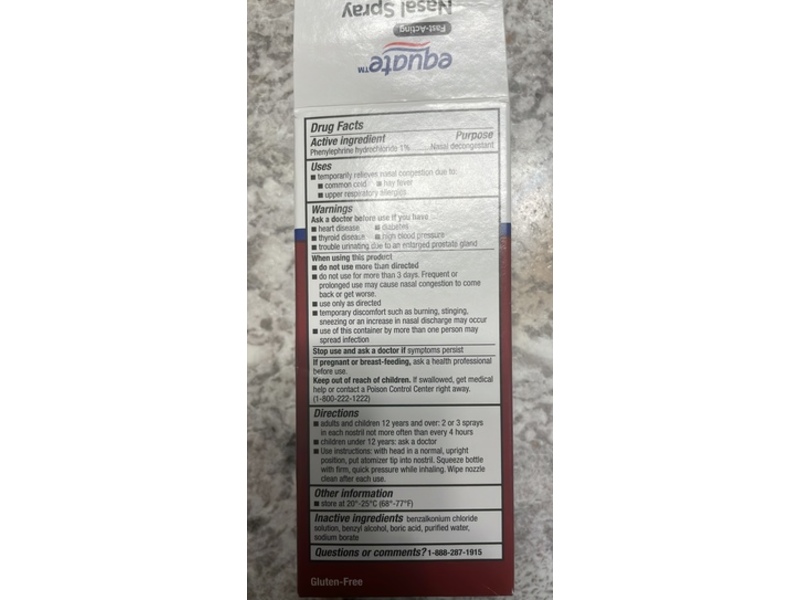 Nasal Spray
Fast-Acting
equate™
Drug Facts
Active ingredient Purpose
Phenylephrine hydrochloride 1% Nasal decongestant
Uses
■ temporarily relieves nasal congestion due to:
■ common cold ■ hay fever
■ upper respiratory allergies
Warnings
Ask a doctor before use if you have
■ heart disease ■ diabetes
■ thyroid disease ■ high blood pressure
■ trouble urinating due to an enlarged prostate gland
When using this product
■ do not use more than directed
■ do not use for more than 3 days. Frequent or
prolonged use may cause nasal congestion to come
back or get worse.
■ use only as directed
■ temporary discomfort such as burning, stinging,
sneezing or an increase in nasal discharge may occur
■ use of this container by more than one person may
spread infection
Stop use and ask a doctor if symptoms persist
If pregnant or breast-feeding, ask a health professional
before use.
Keep out of reach of children. If swallowed, get medical
help or contact a Poison Control Center right away.
(1-800-222-1222)
Directions
■ adults and children 12 years and over: 2 or 3 sprays
in each nostril not more often than every 4 hours
■ children under 12 years: ask a doctor
■ Use instructions: with head in a normal, upright
position, put atomizer tip into nostril. Squeeze bottle
with firm, quick pressure while inhaling. Wipe nozzle
clean after each use.
Other information
■ store at 20°-25°C (68°-77°F)
Inactive ingredients benzalkonium chloride
solution, benzyl alcohol, boric acid, purified water,
sodium borate
Questions or comments? 1-888-287-1915
Gluten-Free